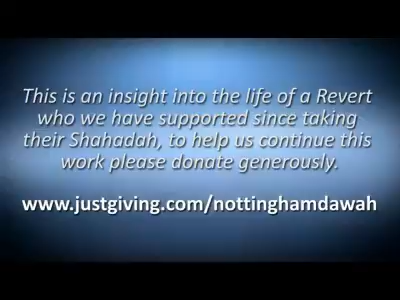 This is an insight into the life of a Revert
who we have supported since taking
their Shahadah, to help us continue this
work please donate generously.
www.justgiving.com/nottinghamdawah